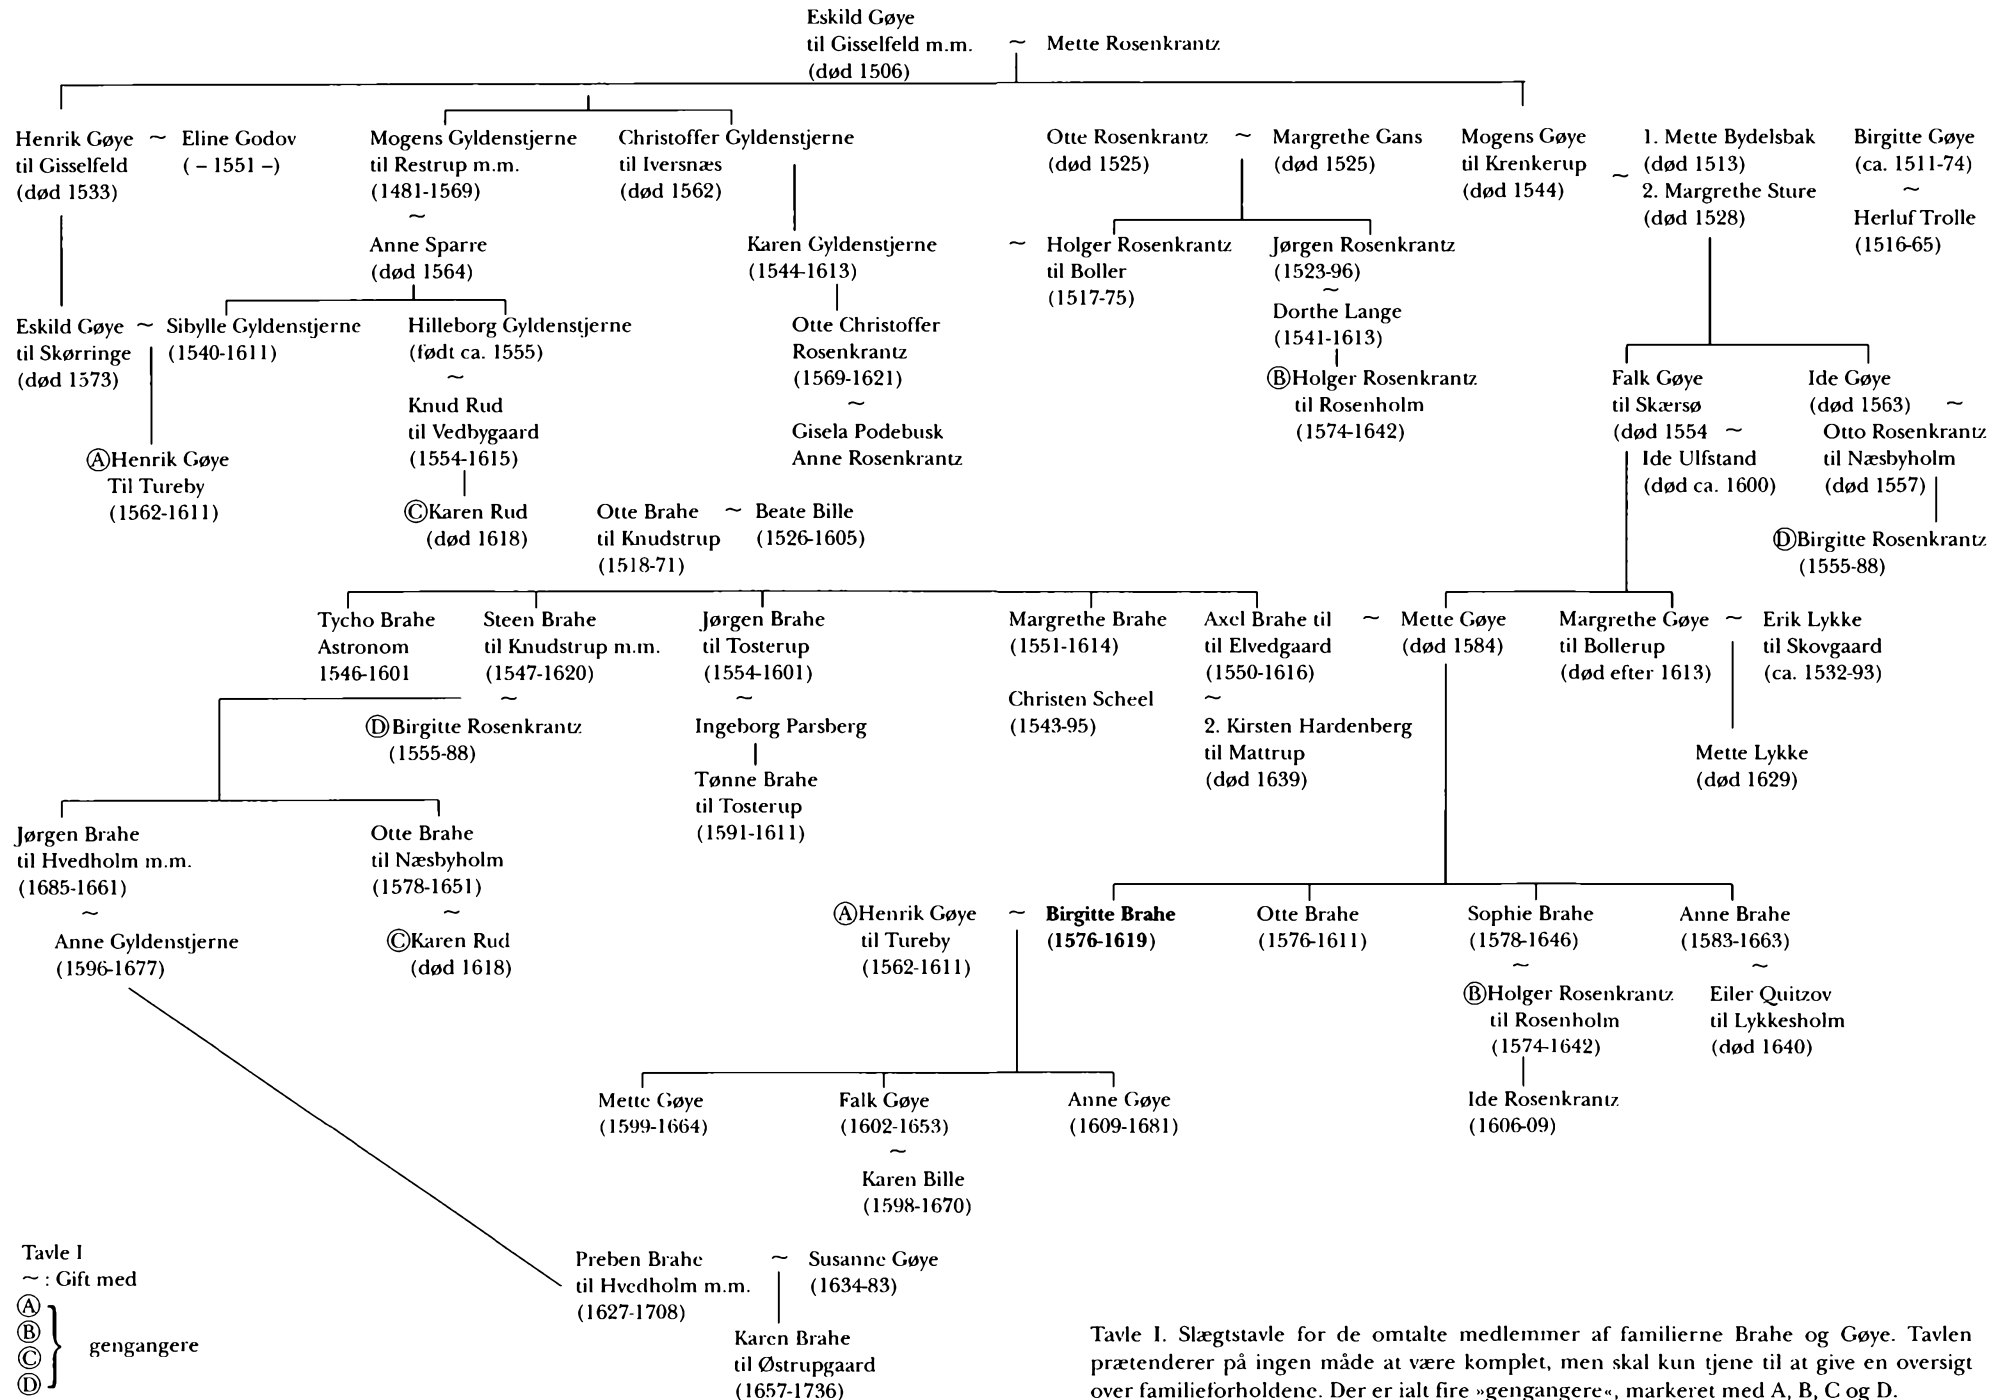 Eskild Gøye
til Gisselfeld m.m.
(død 1506)
~ Mette Rosenkrantz
Henrik Gøye
til Gisselfeld
(død 1533)
~ Eline Godov
( – 1551 –)
Mogens Gyldenstjerne
til Restrup m.m.
(1481-1569)
~
Anne Sparre
(død 1564)
Christoffer Gyldenstjerne
til Iversnæs
(død 1562)
Otte Rosenkrantz
(død 1525)
~ Margrethe Gans
(død 1525)
Mogens Gøye
til Krenkerup
(død 1544)
~
1. Mette Bydelsbak
(død 1513)
2. Margrethe Sture
(død 1528)
Birgitte Gøye
(ca. 1511-74)
~
Herluf Trolle
(1516-65)
Karen Gyldenstjerne
(1544-1613)
~ Holger Rosenkrantz
til Boller
(1517-75)
Jørgen Rosenkrantz
(1523-96)
~
Dorthe Lange
(1541-1613)
Eskild Gøye
til Skørringe
(død 1573)
~ Sibylle Gyldenstjerne
(1540-1611)
Hilleborg Gyldenstjerne
(født ca. 1555)
~
Knud Rud
til Vedbygaard
(1554-1615)
Otte Christoffer
Rosenkrantz
(1569-1621)
~
Gisela Podebusk
Anne Rosenkrantz
Ⓑ Holger Rosenkrantz
til Rosenholm
(1574-1642)
Falk Gøye
til Skærsø
(død 1554 ~
Ide Ulfstand
(død ca. 1600)
Ide Gøye
(død 1563) ~
Otto Rosenkrantz
til Næsbyholm
(død 1557)
Ⓐ Henrik Gøye
Til Tureby
(1562-1611)
Ⓒ Karen Rud
(død 1618)
Otte Brahe
til Knudstrup
(1518-71)
~ Beate Bille
(1526-1605)
Ⓓ Birgitte Rosenkrantz
(1555-88)
Tycho Brahe
Astronom
1546-1601
Steen Brahe
til Knudstrup m.m.
(1547-1620)
~
Ⓓ Birgitte Rosenkrantz
(1555-88)
Jørgen Brahe
til Tosterup
(1554-1601)
~
Ingeborg Parsberg
Tønne Brahe
til Tosterup
(1591-1611)
Margrethe Brahe
(1551-1614)
Christen Scheel
(1543-95)
Axel Brahe til
til Elvedgaard
(1550-1616)
~
2. Kirsten Hardenberg
til Mattrup
(død 1639)
~ Mette Gøye
(død 1584)
Margrethe Gøye
til Bollerup
(død efter 1613)
~ Erik Lykke
til Skovgaard
(ca. 1532-93)
Mette Lykke
(død 1629)
Jørgen Brahe
til Hvedholm m.m.
(1685-1661)
~
Anne Gyldenstjerne
(1596-1677)
Otte Brahe
til Næsbyholm
(1578-1651)
~
Ⓒ Karen Rud
(død 1618)
Ⓐ Henrik Gøye
til Tureby
(1562-1611)
~ Birgitte Brahe
(1576-1619)
Otte Brahe
(1576-1611)
Sophie Brahe
(1578-1646)
~
Ⓑ Holger Rosenkrantz
til Rosenholm
(1574-1642)
Anne Brahe
(1583-1663)
~
Eiler Quitzov
til Lykkesholm
(død 1640)
Mette Gøye
(1599-1664)
Falk Gøye
(1602-1653)
~
Karen Bille
(1598-1670)
Anne Gøye
(1609-1681)
Ide Rosenkrantz
(1606-09)
Preben Brahe
til Hvedholm m.m.
(1627-1708)
~ Susanne Gøye
(1634-83)
Karen Brahe
til Østrupgaard
(1657-1736)
Tavle I
~ : Gift med
Ⓐ
Ⓑ
Ⓒ
Ⓓ
gengangere
Tavle I. Slægtstavle for de omtalte medlemmer af familierne Brahe og Gøye. Tavlen
prætenderer på ingen måde at være komplet, men skal kun tjene til at give en oversigt
over familieforholdene. Der er ialt fire »gengangere«, markeret med A, B, C og D.